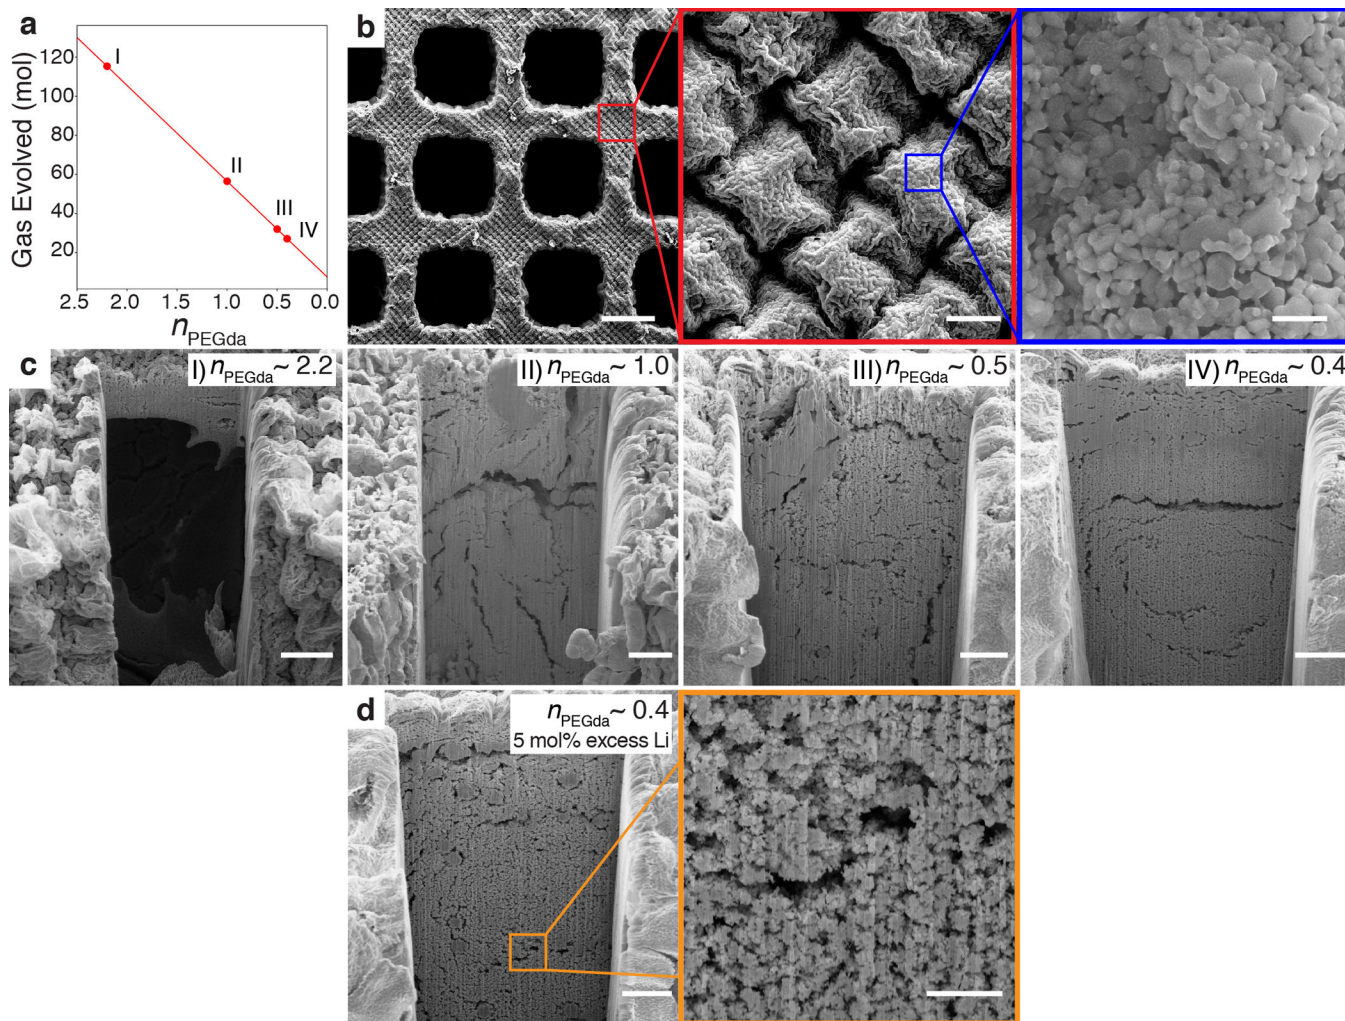 a
Gas Evolved (mol)
120
100
80
60
40
20
I
II
III
IV
2.5 2.0 1.5 1.0 0.5 0.0
nPEGda
b
c
I) nPEGda ~ 2.2
II) nPEGda ~ 1.0
III) nPEGda ~ 0.5
IV) nPEGda ~ 0.4
d
nPEGda ~ 0.4
5 mol% excess Li